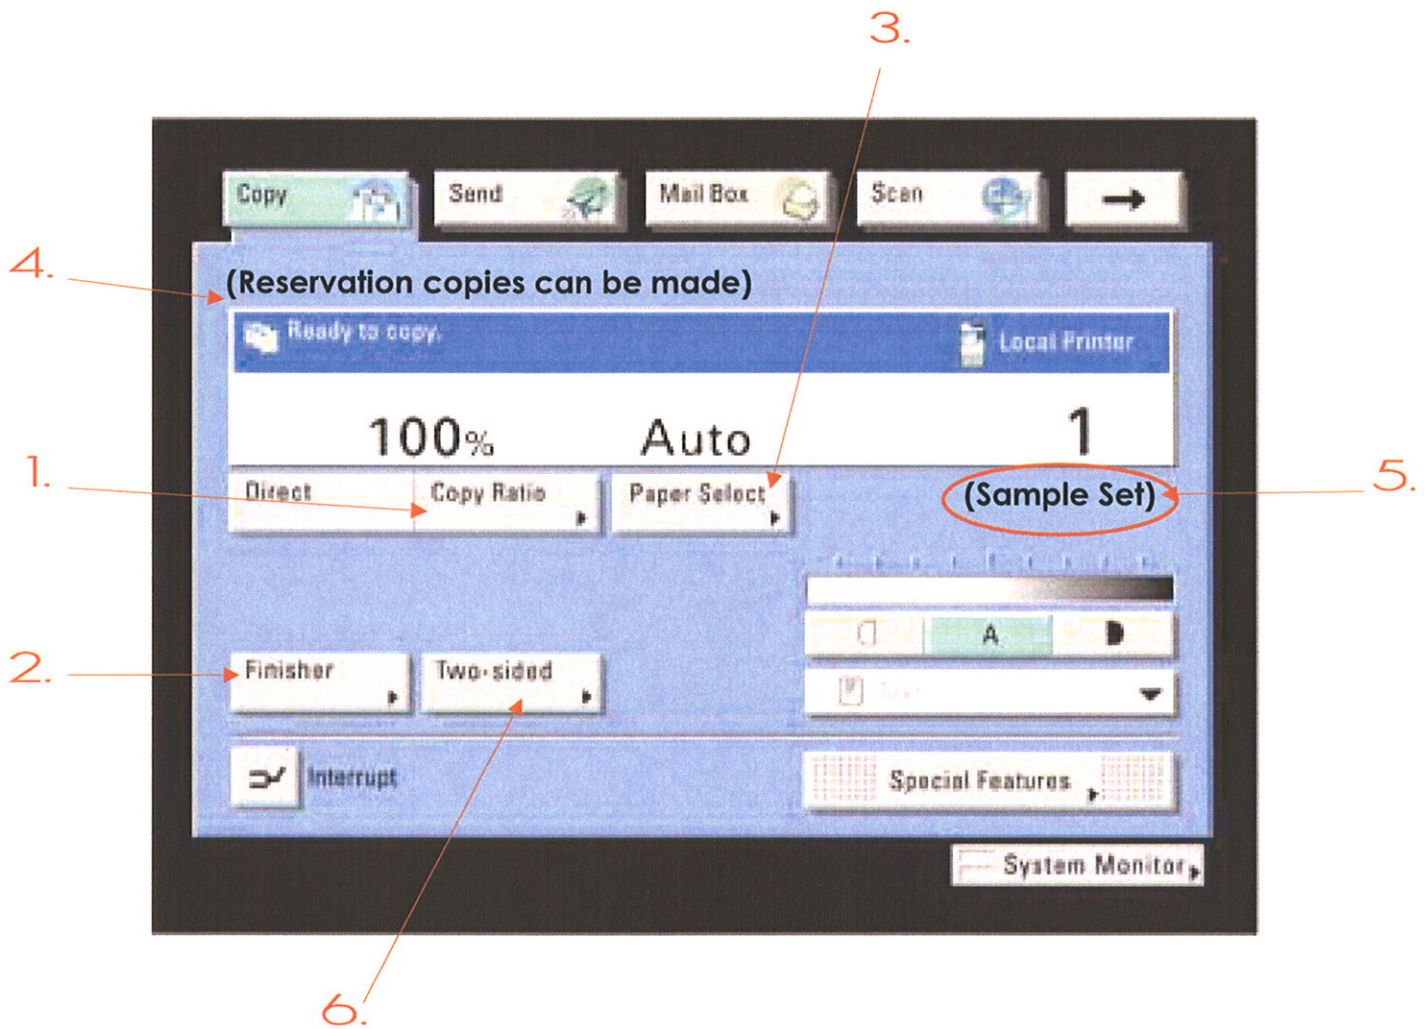 3.
Copy
Send
Mail Box
Scan
4.
(Reservation copies can be made)
Ready to copy.
Local Printer
100%
Auto
1
1.
Direct
Copy Ratio
Paper Select
(Sample Set)
5.
A
2.
Finisher
Two-sided
Text
Interrupt
Special Features
System Monitor
6.